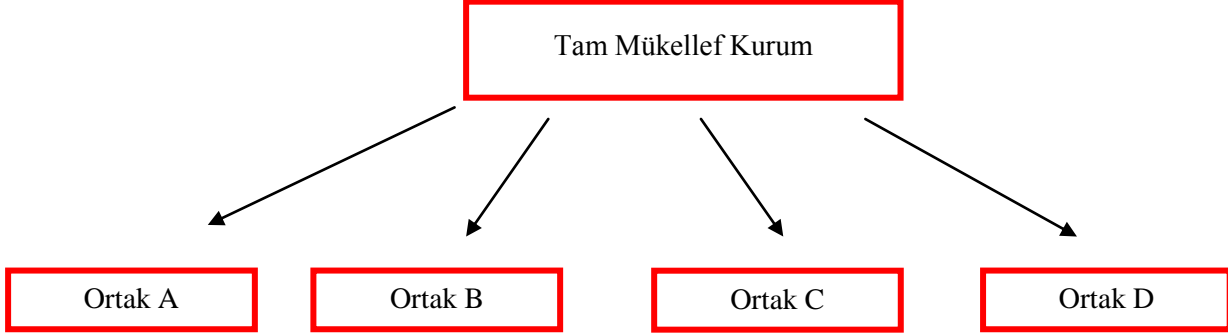 Tam Mükellef Kurum
Ortak A
Ortak B
Ortak C
Ortak D